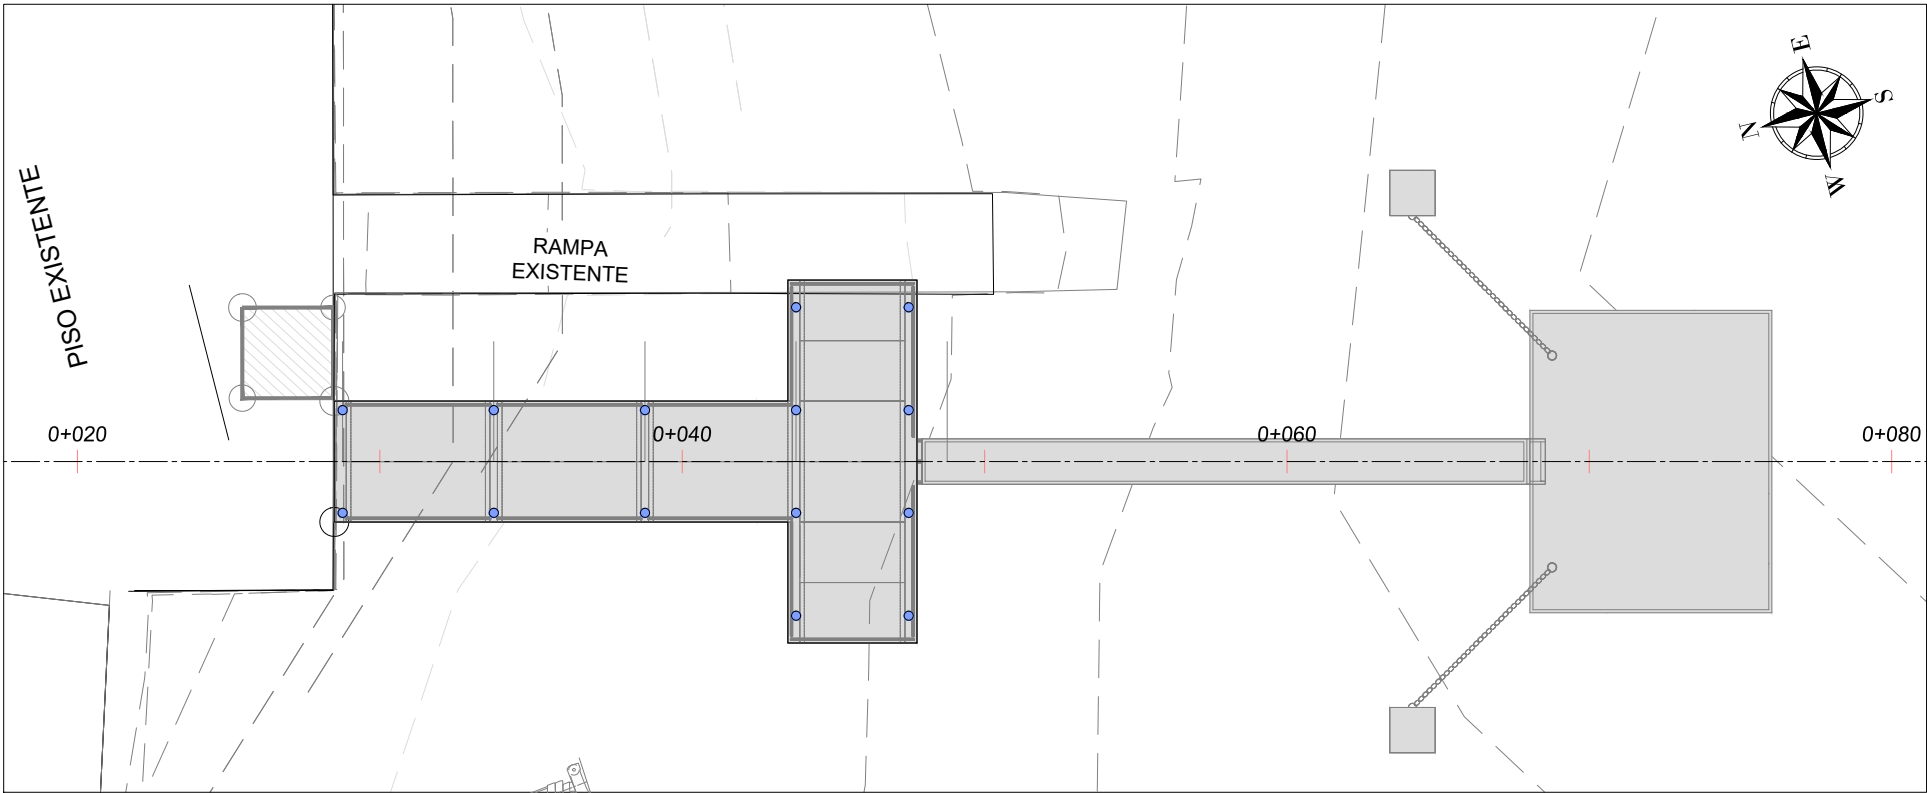 E
S
N
W
PISO EXISTENTE
RAMPA
EXISTENTE
0+020
0+040
0+060
0+080